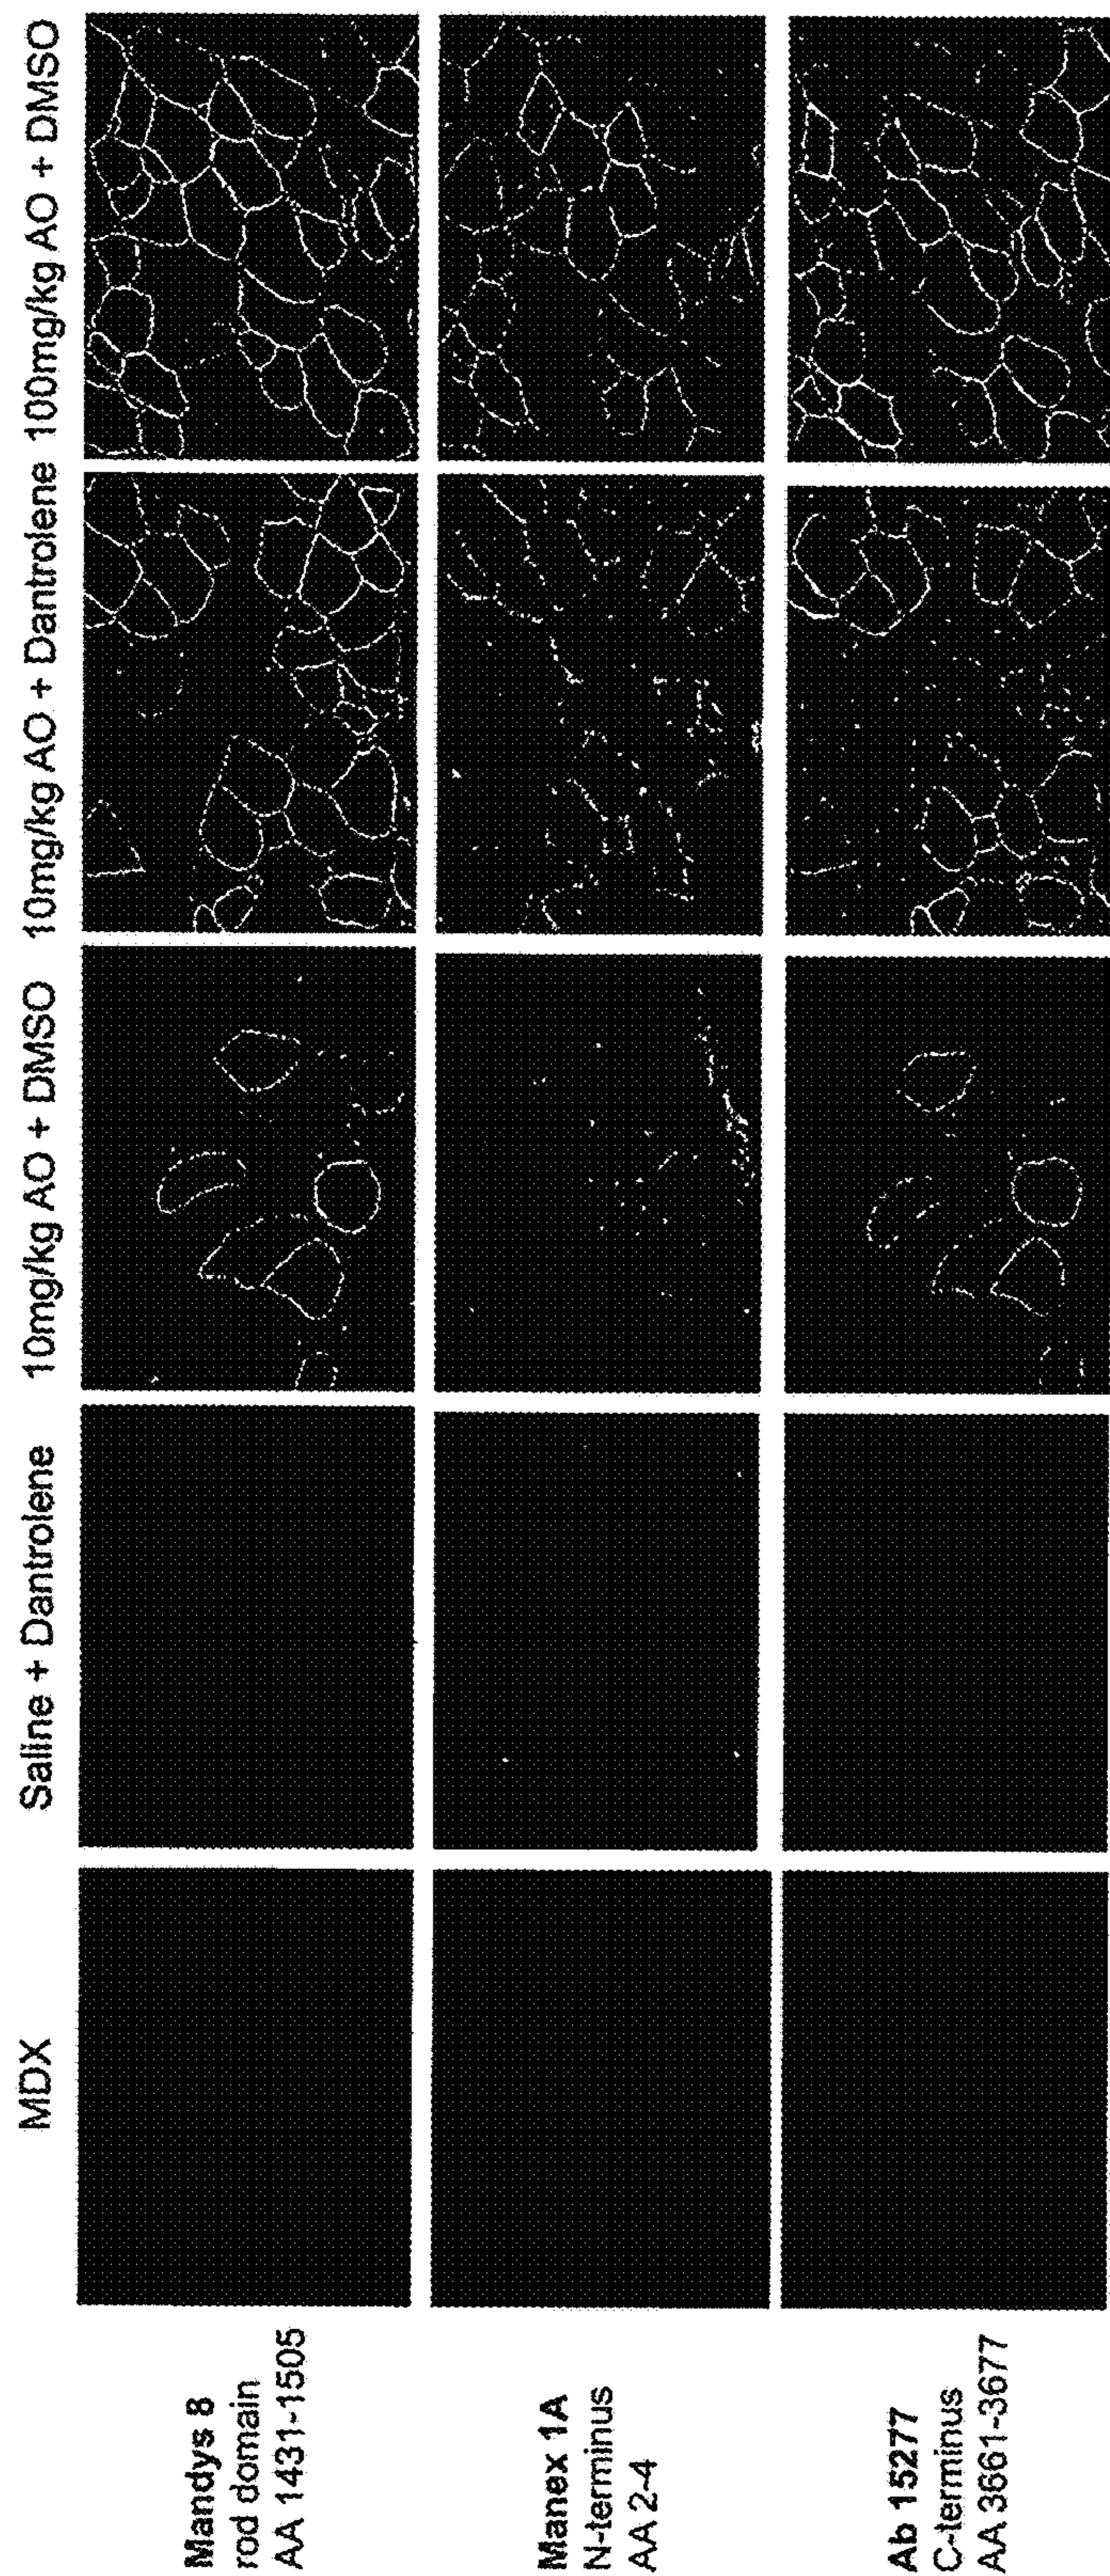 MDX
Saline + Dantrolene
10mg/kg AO + DMSO
10mg/kg AO + Dantrolene
100mg/kg AO + DMSO
Mandys 8
rod domain
AA 1431-1505
Manex 1A
N-terminus
AA 2-4
Ab 15277
C-terminus
AA 3661-3677